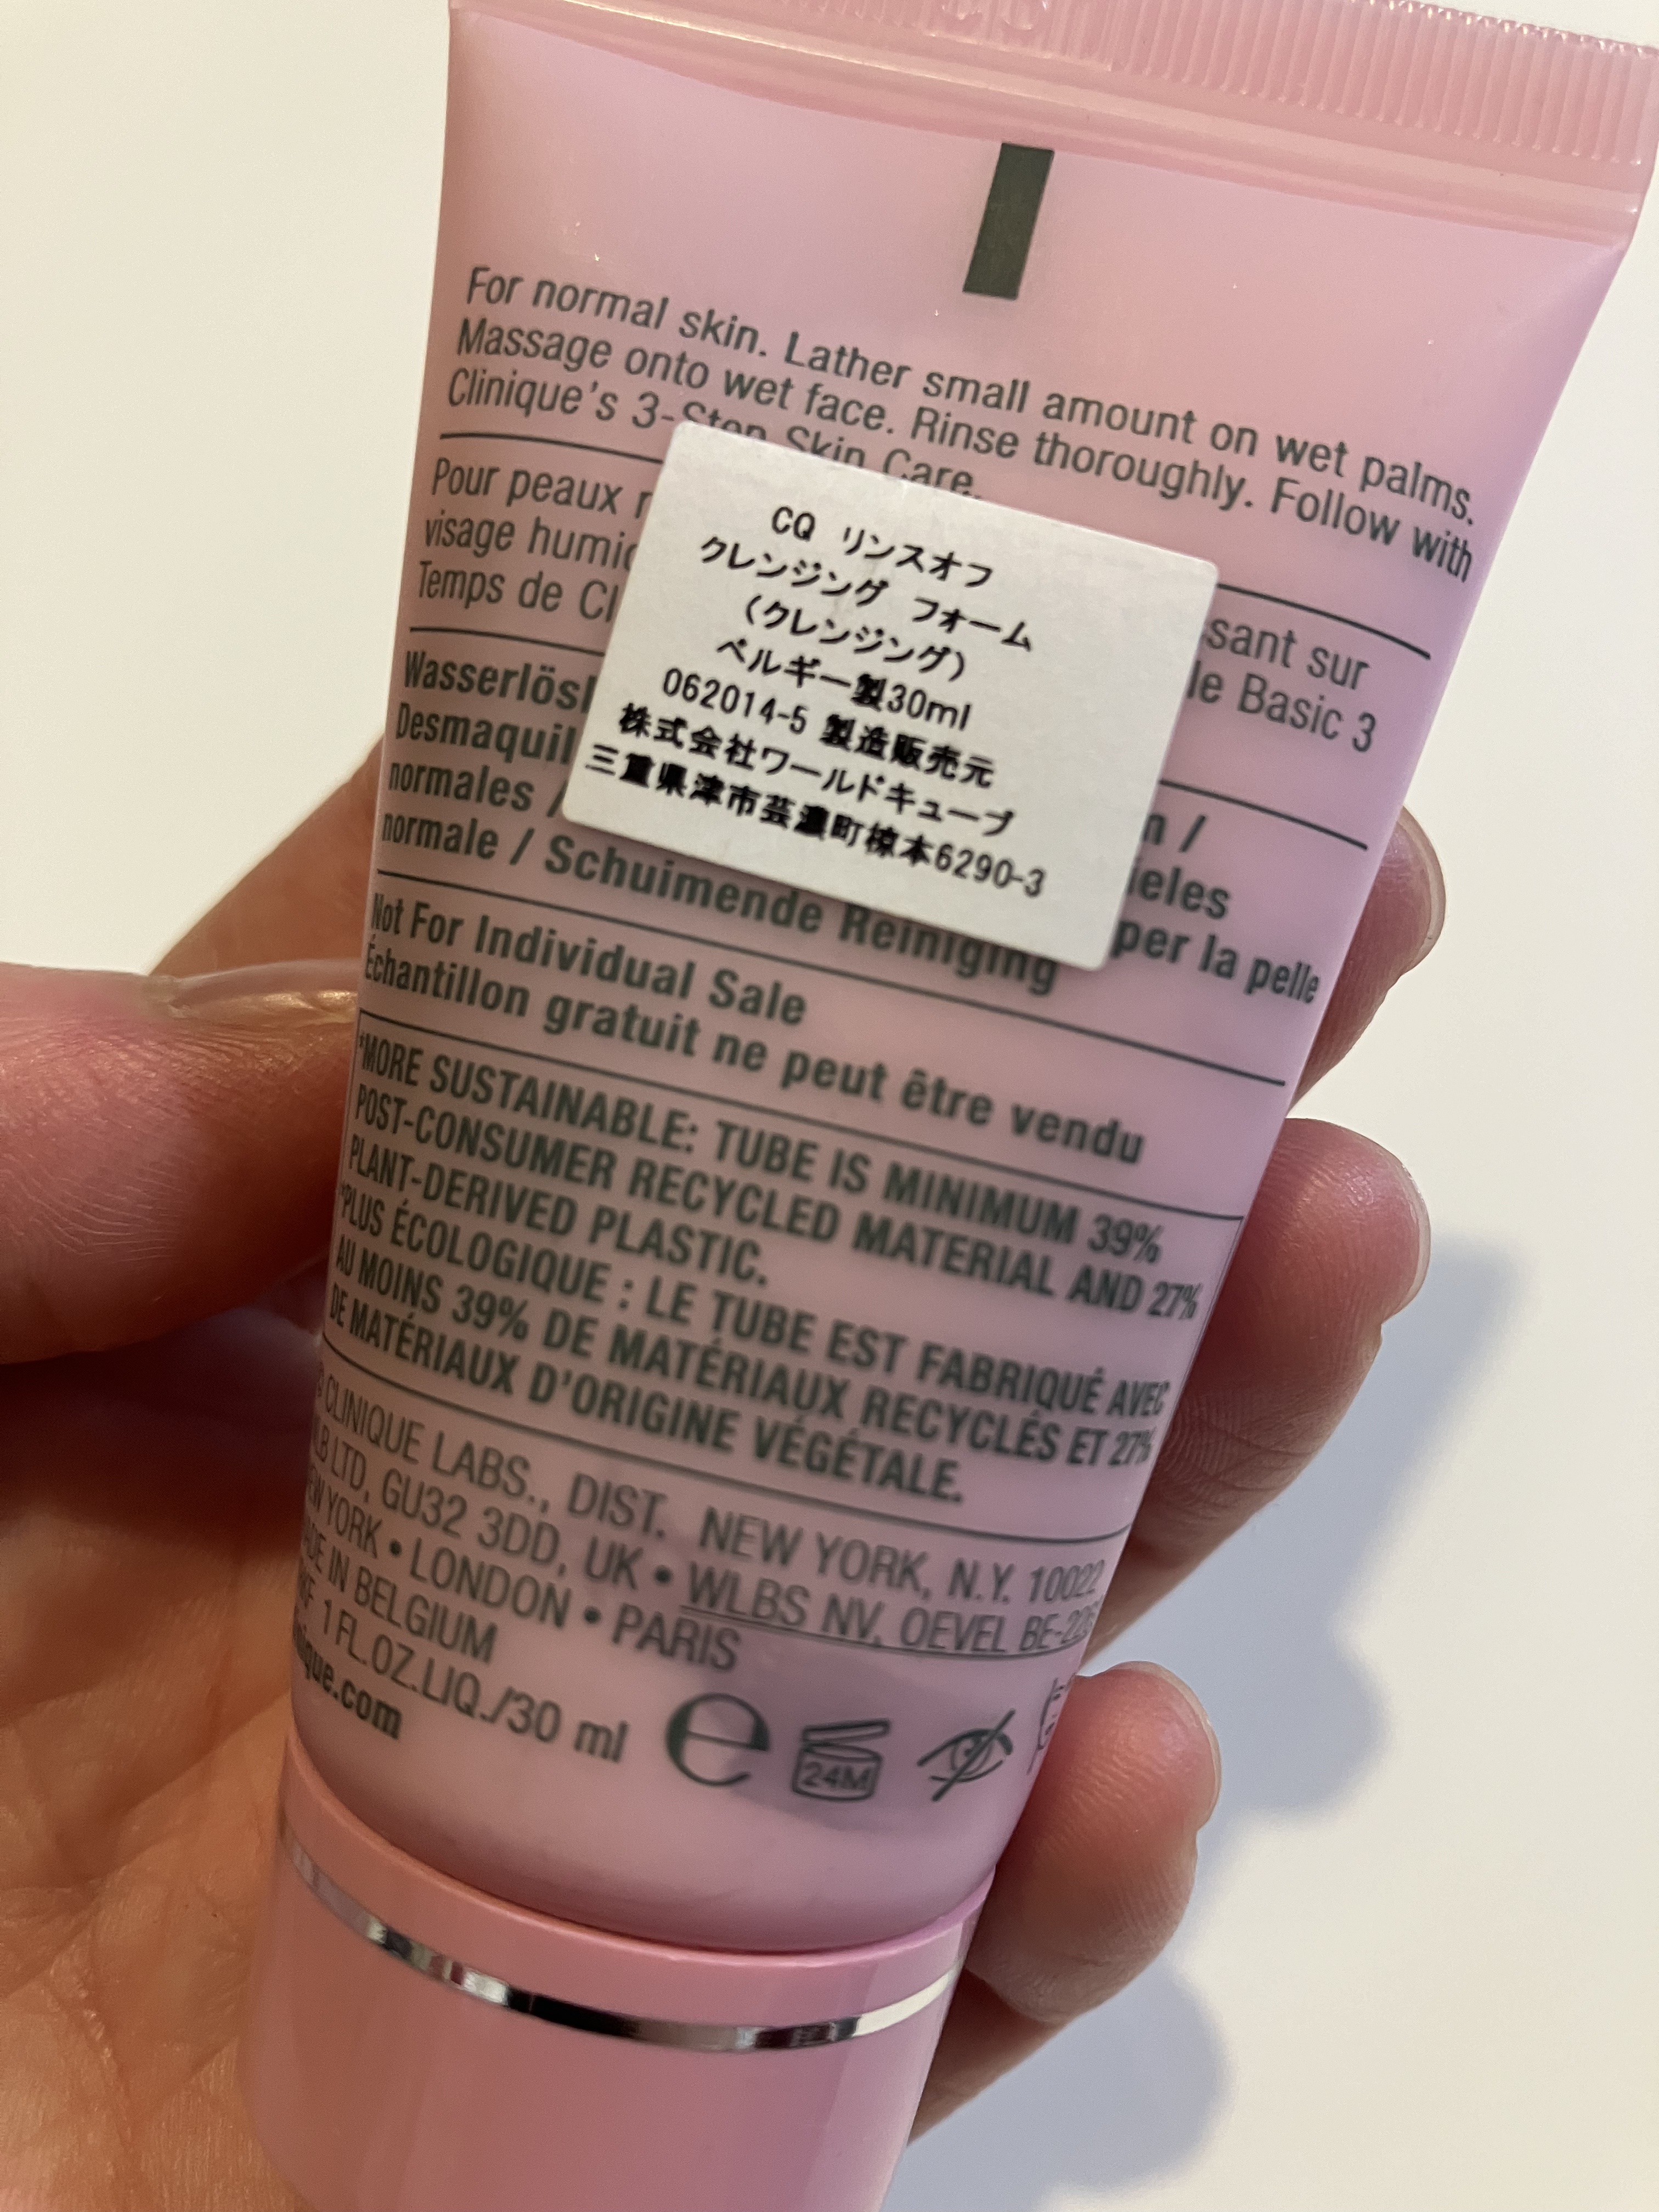 For normal skin. Lather small amount on wet palms.
Massage onto wet face. Rinse thoroughly. Follow with
Clinique's 3-Step Skin Care.
Pour peaux
sant sur
visage
le Basic 3
Temps de
CQ リンスオフ
クレンジング フォーム
(クレンジング)
ベルギー製30ml
062014-5 製造販売元
株式会社ワールドキューブ
三重県津市芸濃町椋本6290-3
normales /
normale / Schuimende Reiniging
per la pelle
Not For Individual Sale
Échantillon gratuit ne peut être vendu
*MORE SUSTAINABLE: TUBE IS MINIMUM 39%
POST-CONSUMER RECYCLED MATERIAL AND 27%
PLANT-DERIVED PLASTIC.
*PLUS ÉCOLOGIQUE : LE TUBE EST FABRIQUÉ AVEC
AU MOINS 39% DE MATÉRIAUX RECYCLÉS ET 27%
DE MATÉRIAUX D'ORIGINE VÉGÉTALE.
CLINIQUE LABS., DIST. NEW YORK, N.Y. 10022
LTD, GU32 3DD, UK • WLBS NV, OEVEL
YORK • LONDON • PARIS
IN BELGIUM
1 FL.OZ.LIQ./30 ml e 24M